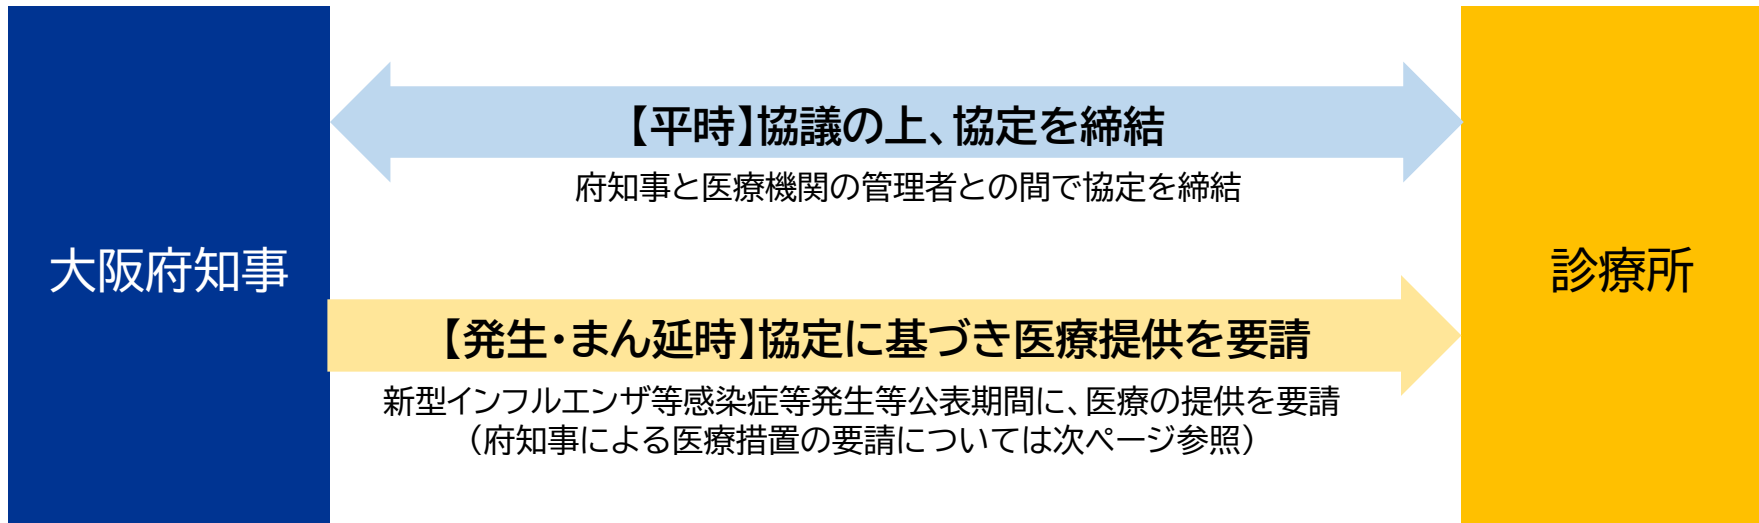 大阪府知事
【平時】協議の上、協定を締結
府知事と医療機関の管理者との間で協定を締結
【発生・まん延時】協定に基づき医療提供を要請
新型インフルエンザ等感染症等発生等公表期間に、医療の提供を要請
（府知事による医療措置の要請については次ページ参照）
診療所